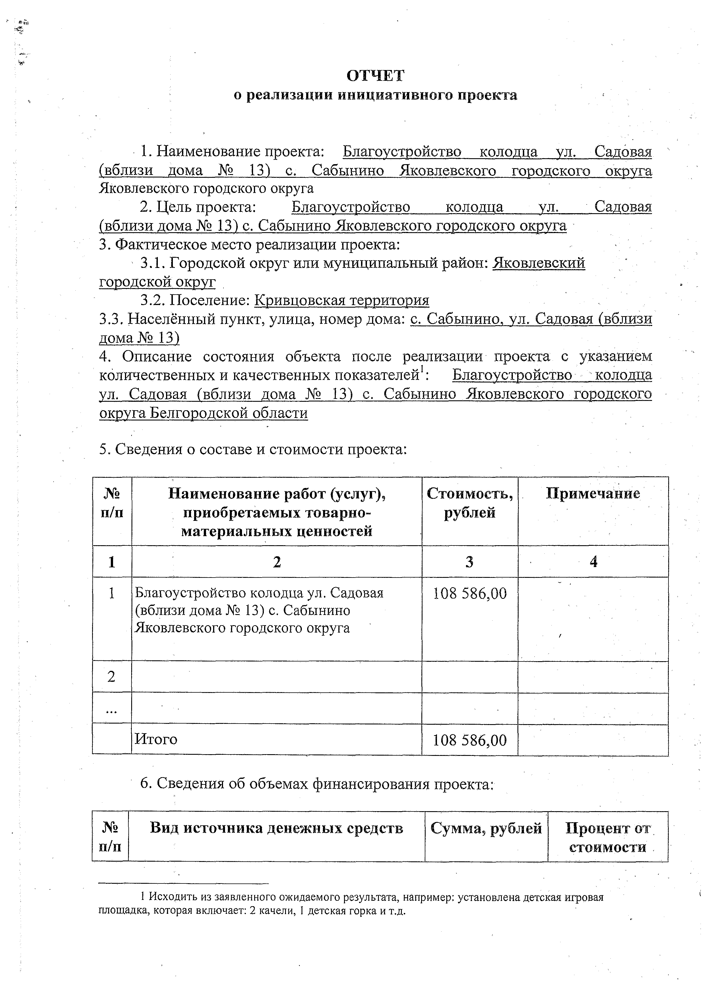 ОТЧЕТ
о реализации инициативного проекта
1. Наименование проекта: Благоустройство колодца ул. Садовая
(вблизи дома № 13) с. Сабынино Яковлевского городского округа
Яковлевского городского округа
2. Цель проекта: Благоустройство колодца ул. Садовая
(вблизи дома № 13) с. Сабынино Яковлевского городского округа
3. Фактическое место реализации проекта:
3.1. Городской округ или муниципальный район: Яковлевский
городской округ
3.2. Поселение: Кривцовская территория
3.3. Населённый пункт, улица, номер дома: с. Сабынино, ул. Садовая (вблизи
дома № 13)
4. Описание состояния объекта после реализации проекта с указанием
количественных и качественных показателей1: Благоустройство колодца
ул. Садовая (вблизи дома № 13) с. Сабынино Яковлевского городского
округа Белгородской области
5. Сведения о составе и стоимости проекта:
№ Наименование работ (услуг), Стоимость, Примечание
п/п приобретаемых товарно- рублей
материальных ценностей
1 2 3 4
1 Благоустройство колодца ул. Садовая 108 586,00
(вблизи дома № 13) с. Сабынино
Яковлевского городского округа
2
...
Итого 108 586,00
6. Сведения об объемах финансирования проекта:
№ Вид источника денежных средств Сумма, рублей Процент от
п/п стоимости
1 Исходить из заявленного ожидаемого результата, например: установлена детская игровая
площадка, которая включает: 2 качели, 1 детская горка и т.д.